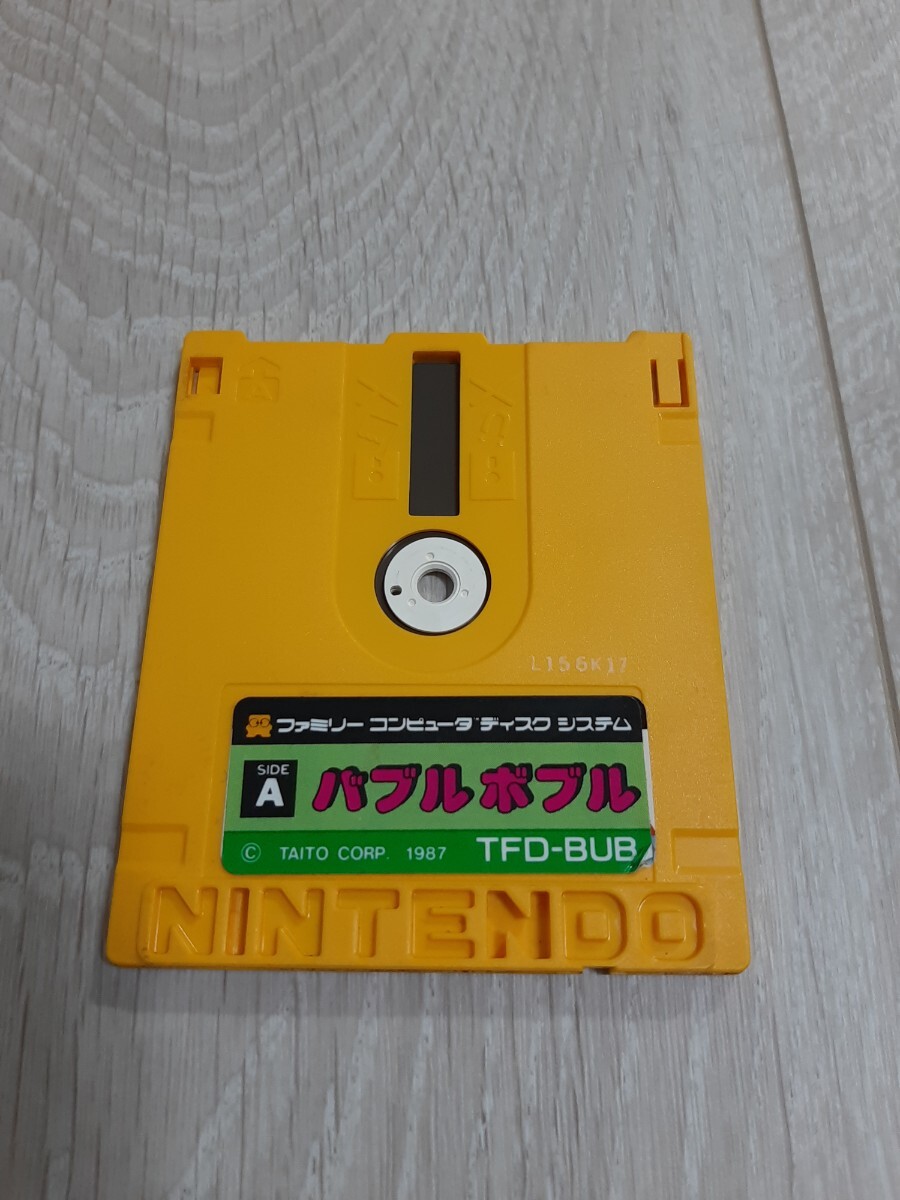 L156K17
ファミリー コンピュータ ディスク システム
SIDE A
バブルボブル
© TAITO CORP. 1987 TFD-BUB
NINTENDO